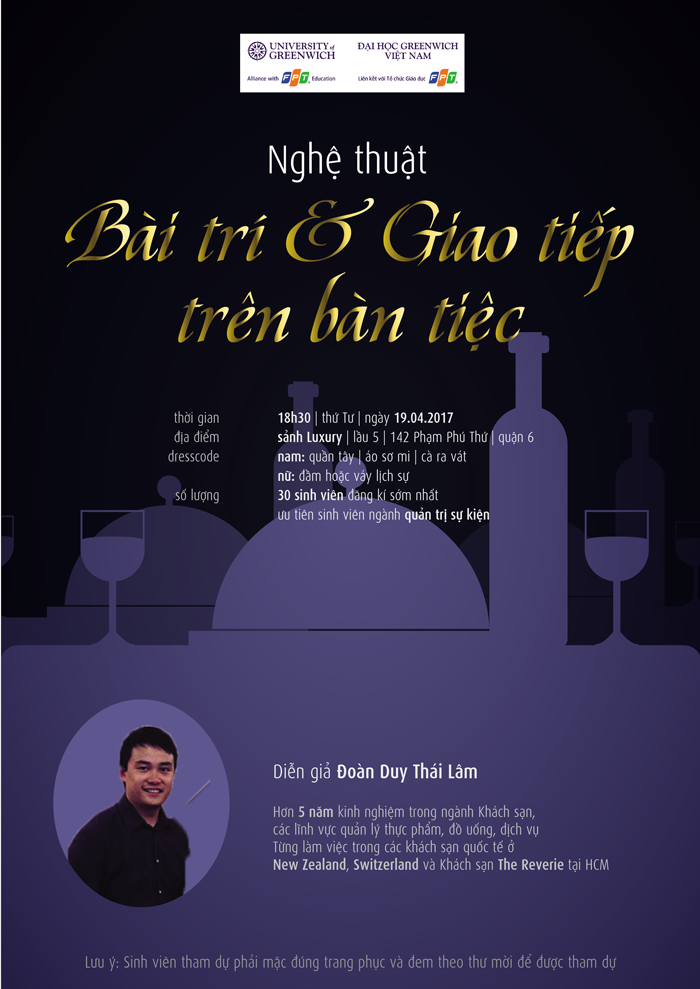 UNIVERSITY of
GREENWICH
Alliance with FPT Education
ĐẠI HỌC GREENWICH
VIỆT NAM
Liên kết với Tổ chức Giáo dục FPT
Nghệ thuật
Bài trí & Giao tiếp
trên bàn tiệc
thời gian 18h30 | thứ Tư | ngày 19.04.2017
địa điểm sảnh Luxury | lầu 5 | 142 Phạm Phú Thứ | quận 6
dresscode nam: quần tây | áo sơ mi | cà ra vát
nữ: đầm hoặc váy lịch sự
số lượng 30 sinh viên đăng kí sớm nhất
ưu tiên sinh viên ngành quản trị sự kiện
Diễn giả Đoàn Duy Thái Lâm
Hơn 5 năm kinh nghiệm trong ngành Khách sạn,
các lĩnh vực quản lý thực phẩm, đồ uống, dịch vụ
Từng làm việc trong các khách sạn quốc tế ở
New Zealand, Switzerland và Khách sạn The Reverie tại HCM
Lưu ý: Sinh viên tham dự phải mặc đúng trang phục và đem theo thư mời để được tham dự